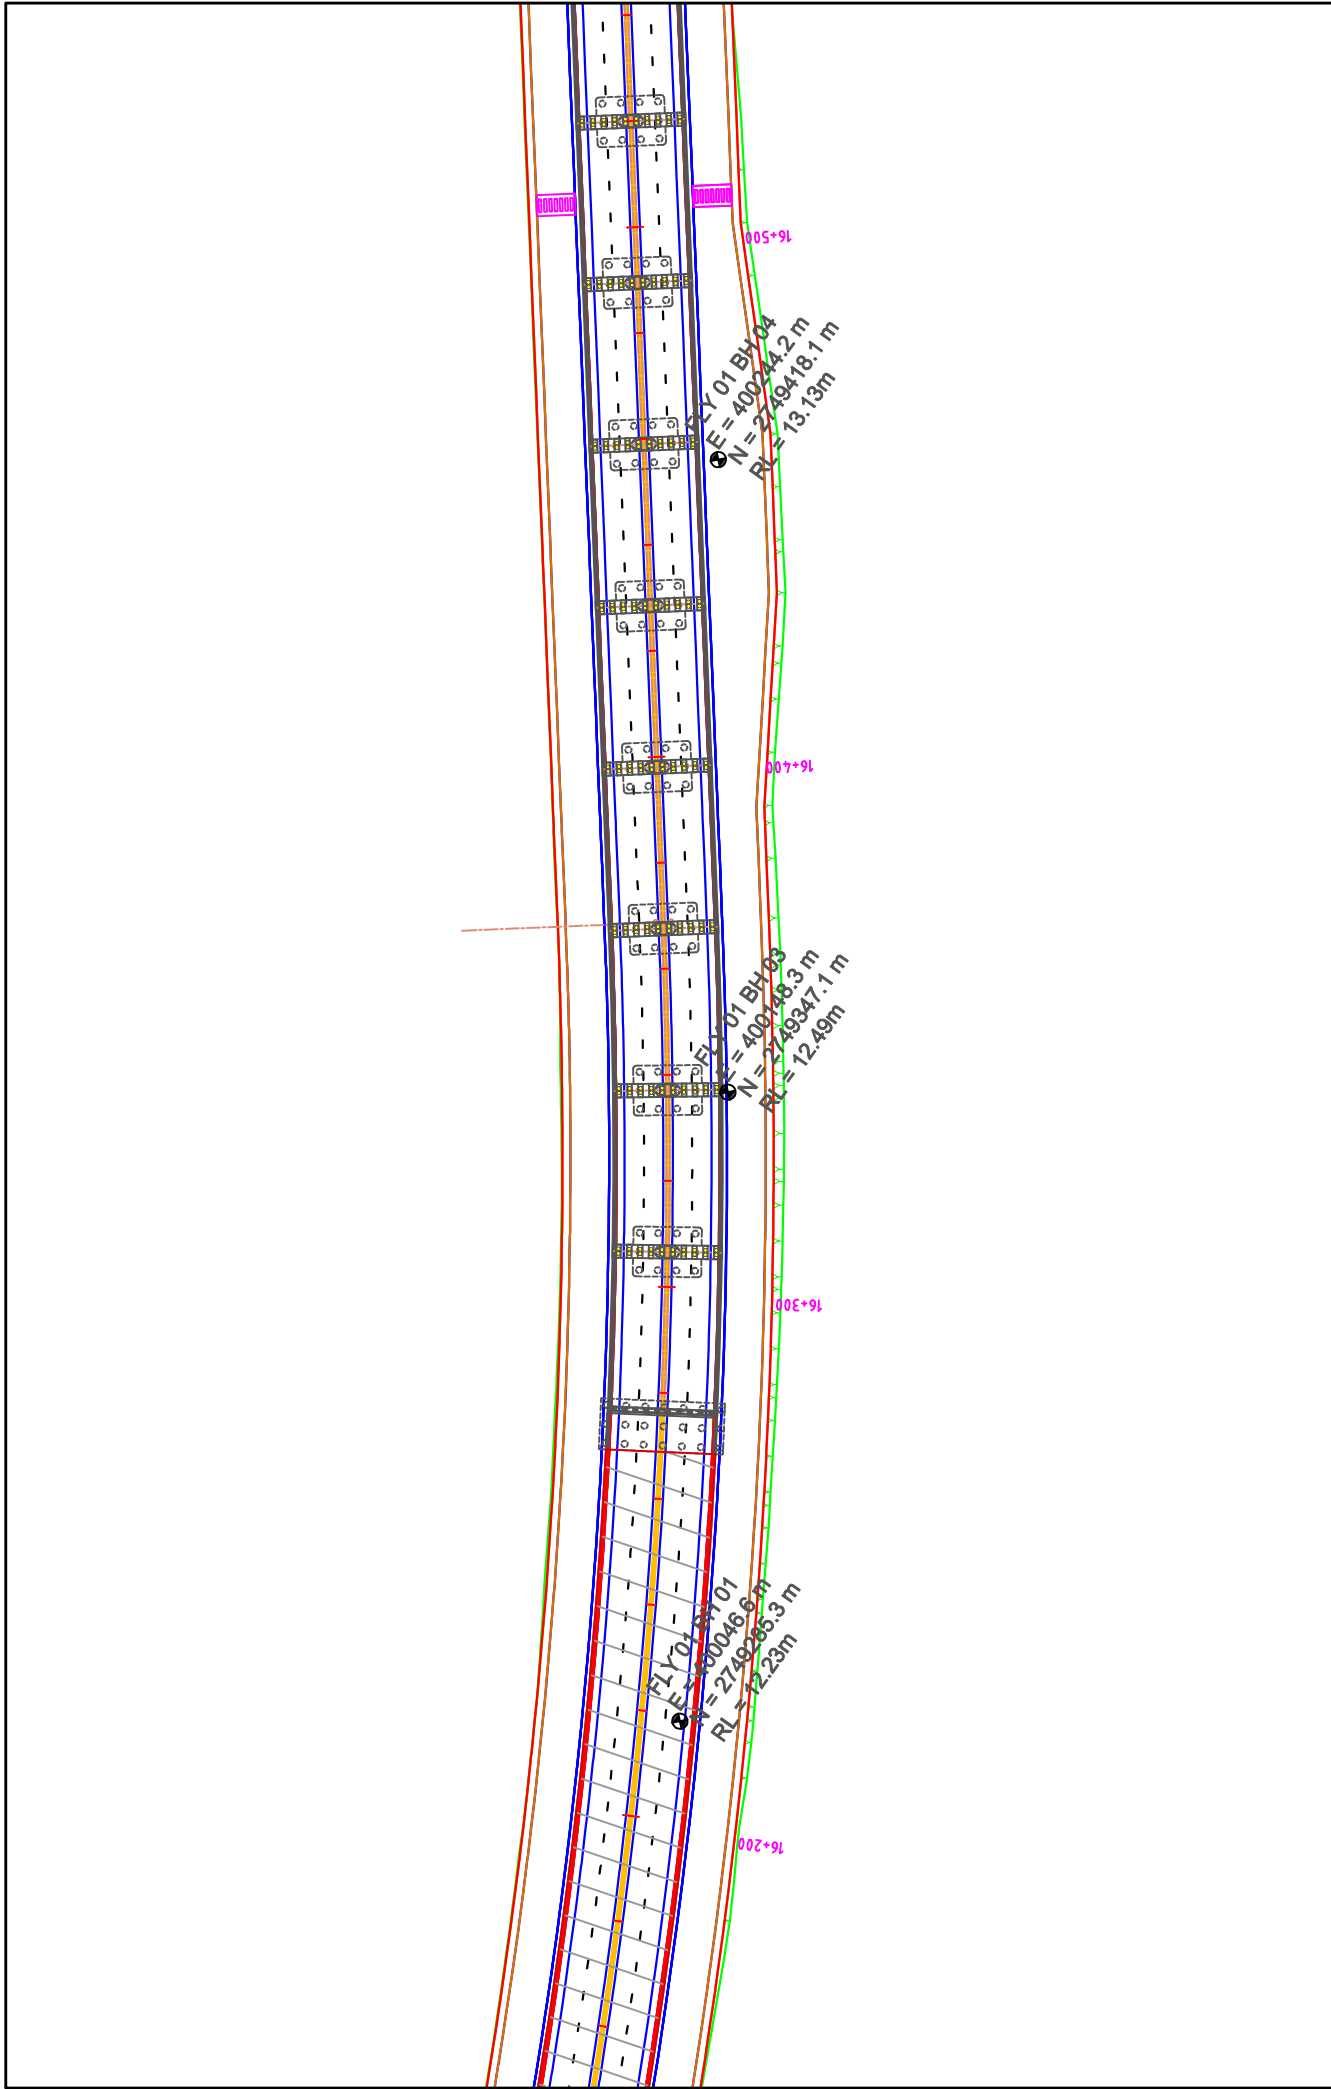 16+500
FLY 01 BH 04
E = 400244.2 m
N = 2749418.1 m
RL = 13.13m
16+400
FLY 01 BH 03
E = 400148.3 m
N = 2749347.1 m
RL = 12.49m
16+300
FLY 01 BH 01
E = 400046.6 m
N = 2749285.3 m
RL = 12.23m
16+200